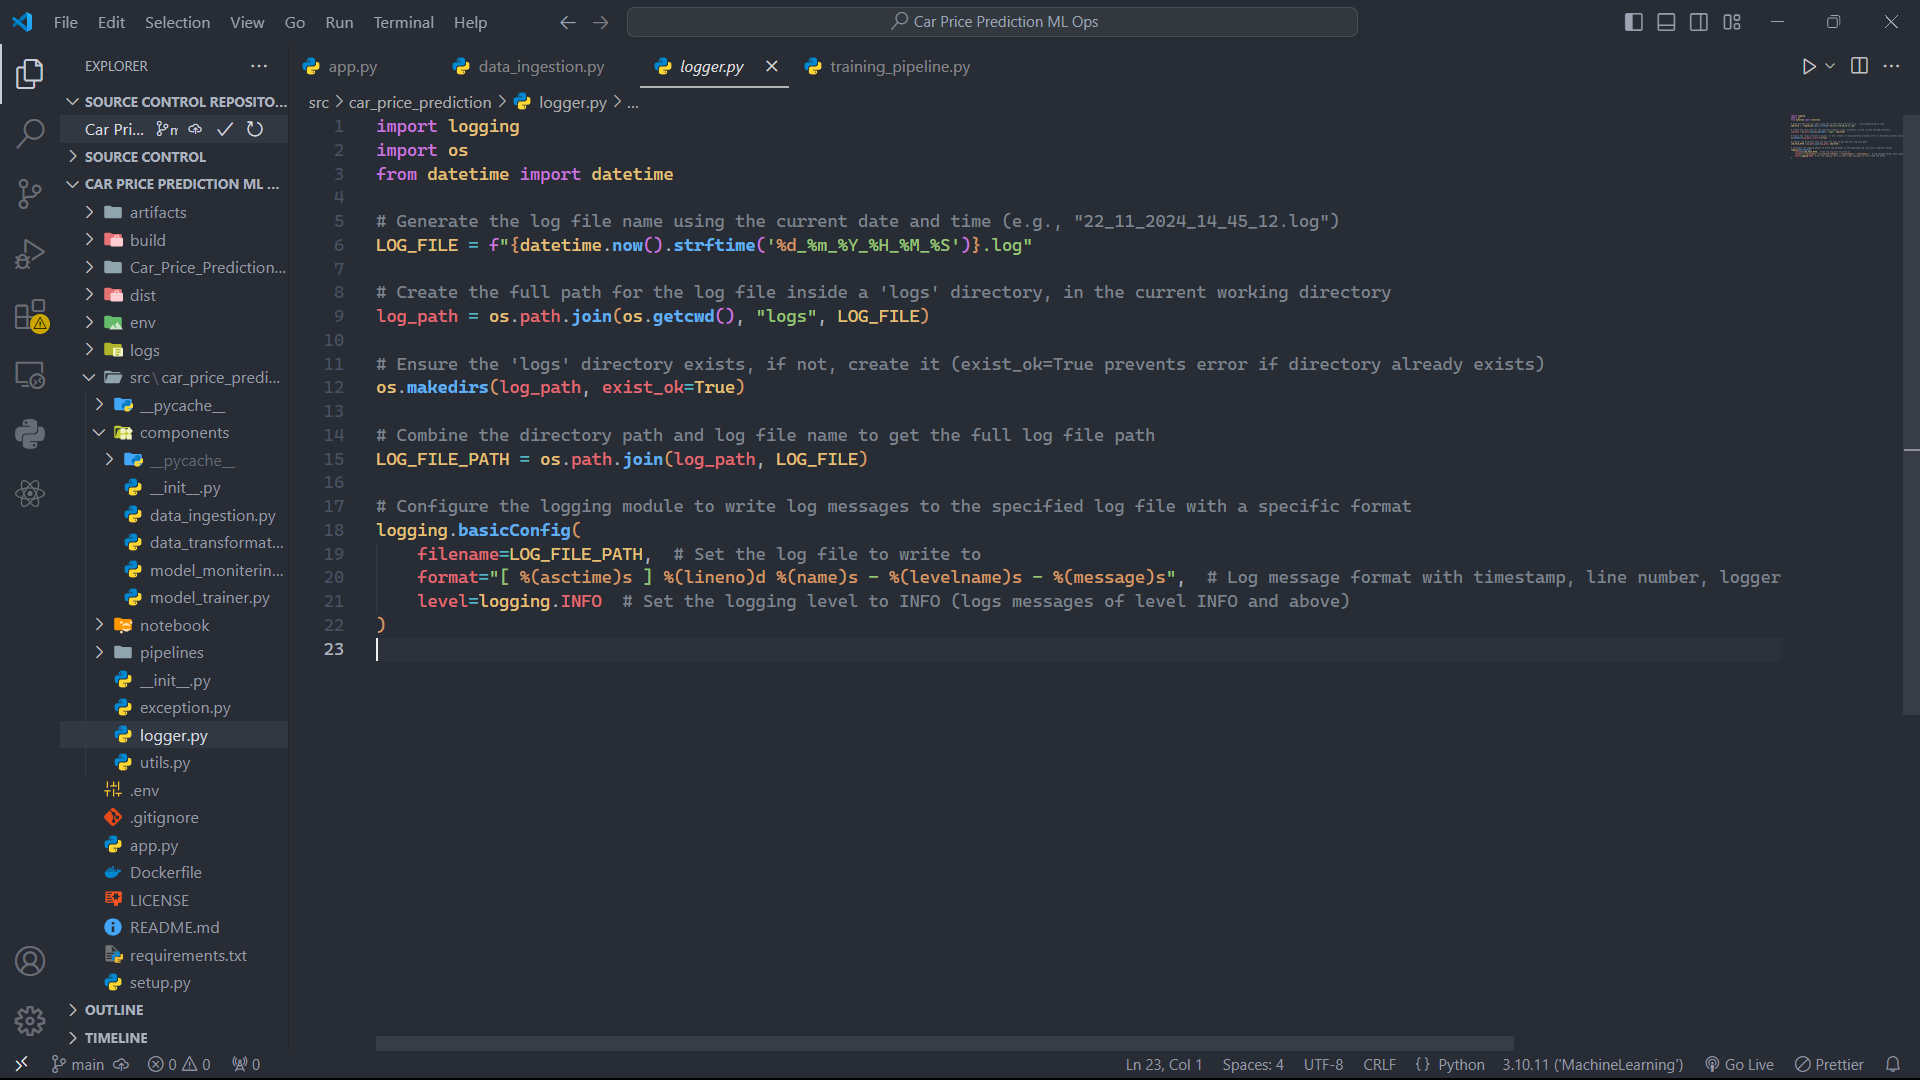 File Edit Selection View Go Run Terminal Help
Car Price Prediction ML Ops
EXPLORER
SOURCE CONTROL REPOSITO...
Car Pri...
SOURCE CONTROL
CAR PRICE PREDICTION ML ...
artifacts
build
Car_Price_Prediction...
dist
env
logs
src\car_price_predi...
__pycache__
components
__pycache__
__init__.py
data_ingestion.py
data_transformat...
model_moniterin...
model_trainer.py
notebook
pipelines
__init__.py
exception.py
logger.py
utils.py
.env
.gitignore
app.py
Dockerfile
LICENSE
README.md
requirements.txt
setup.py
OUTLINE
TIMELINE
app.py data_ingestion.py logger.py training_pipeline.py
src > car_price_prediction > logger.py > ...
1 import logging
2 import os
3 from datetime import datetime
4
5 # Generate the log file name using the current date and time (e.g., "22_11_2024_14_45_12.log")
6 LOG_FILE = f"{datetime.now().strftime('%d_%m_%Y_%H_%M_%S')}.log"
7
8 # Create the full path for the log file inside a 'logs' directory, in the current working directory
9 log_path = os.path.join(os.getcwd(), "logs", LOG_FILE)
10
11 # Ensure the 'logs' directory exists, if not, create it (exist_ok=True prevents error if directory already exists)
12 os.makedirs(log_path, exist_ok=True)
13
14 # Combine the directory path and log file name to get the full log file path
15 LOG_FILE_PATH = os.path.join(log_path, LOG_FILE)
16
17 # Configure the logging module to write log messages to the specified log file with a specific format
18 logging.basicConfig(
19 filename=LOG_FILE_PATH,  # Set the log file to write to
20 format="[ %(asctime)s ] %(lineno)d %(name)s - %(levelname)s - %(message)s",  # Log message format with timestamp, line number, logger
21 level=logging.INFO  # Set the logging level to INFO (logs messages of level INFO and above)
22 )
23
main 0 0 0 Ln 23, Col 1 Spaces: 4 UTF-8 CRLF {} Python 3.10.11 ('MachineLearning') Go Live Prettier